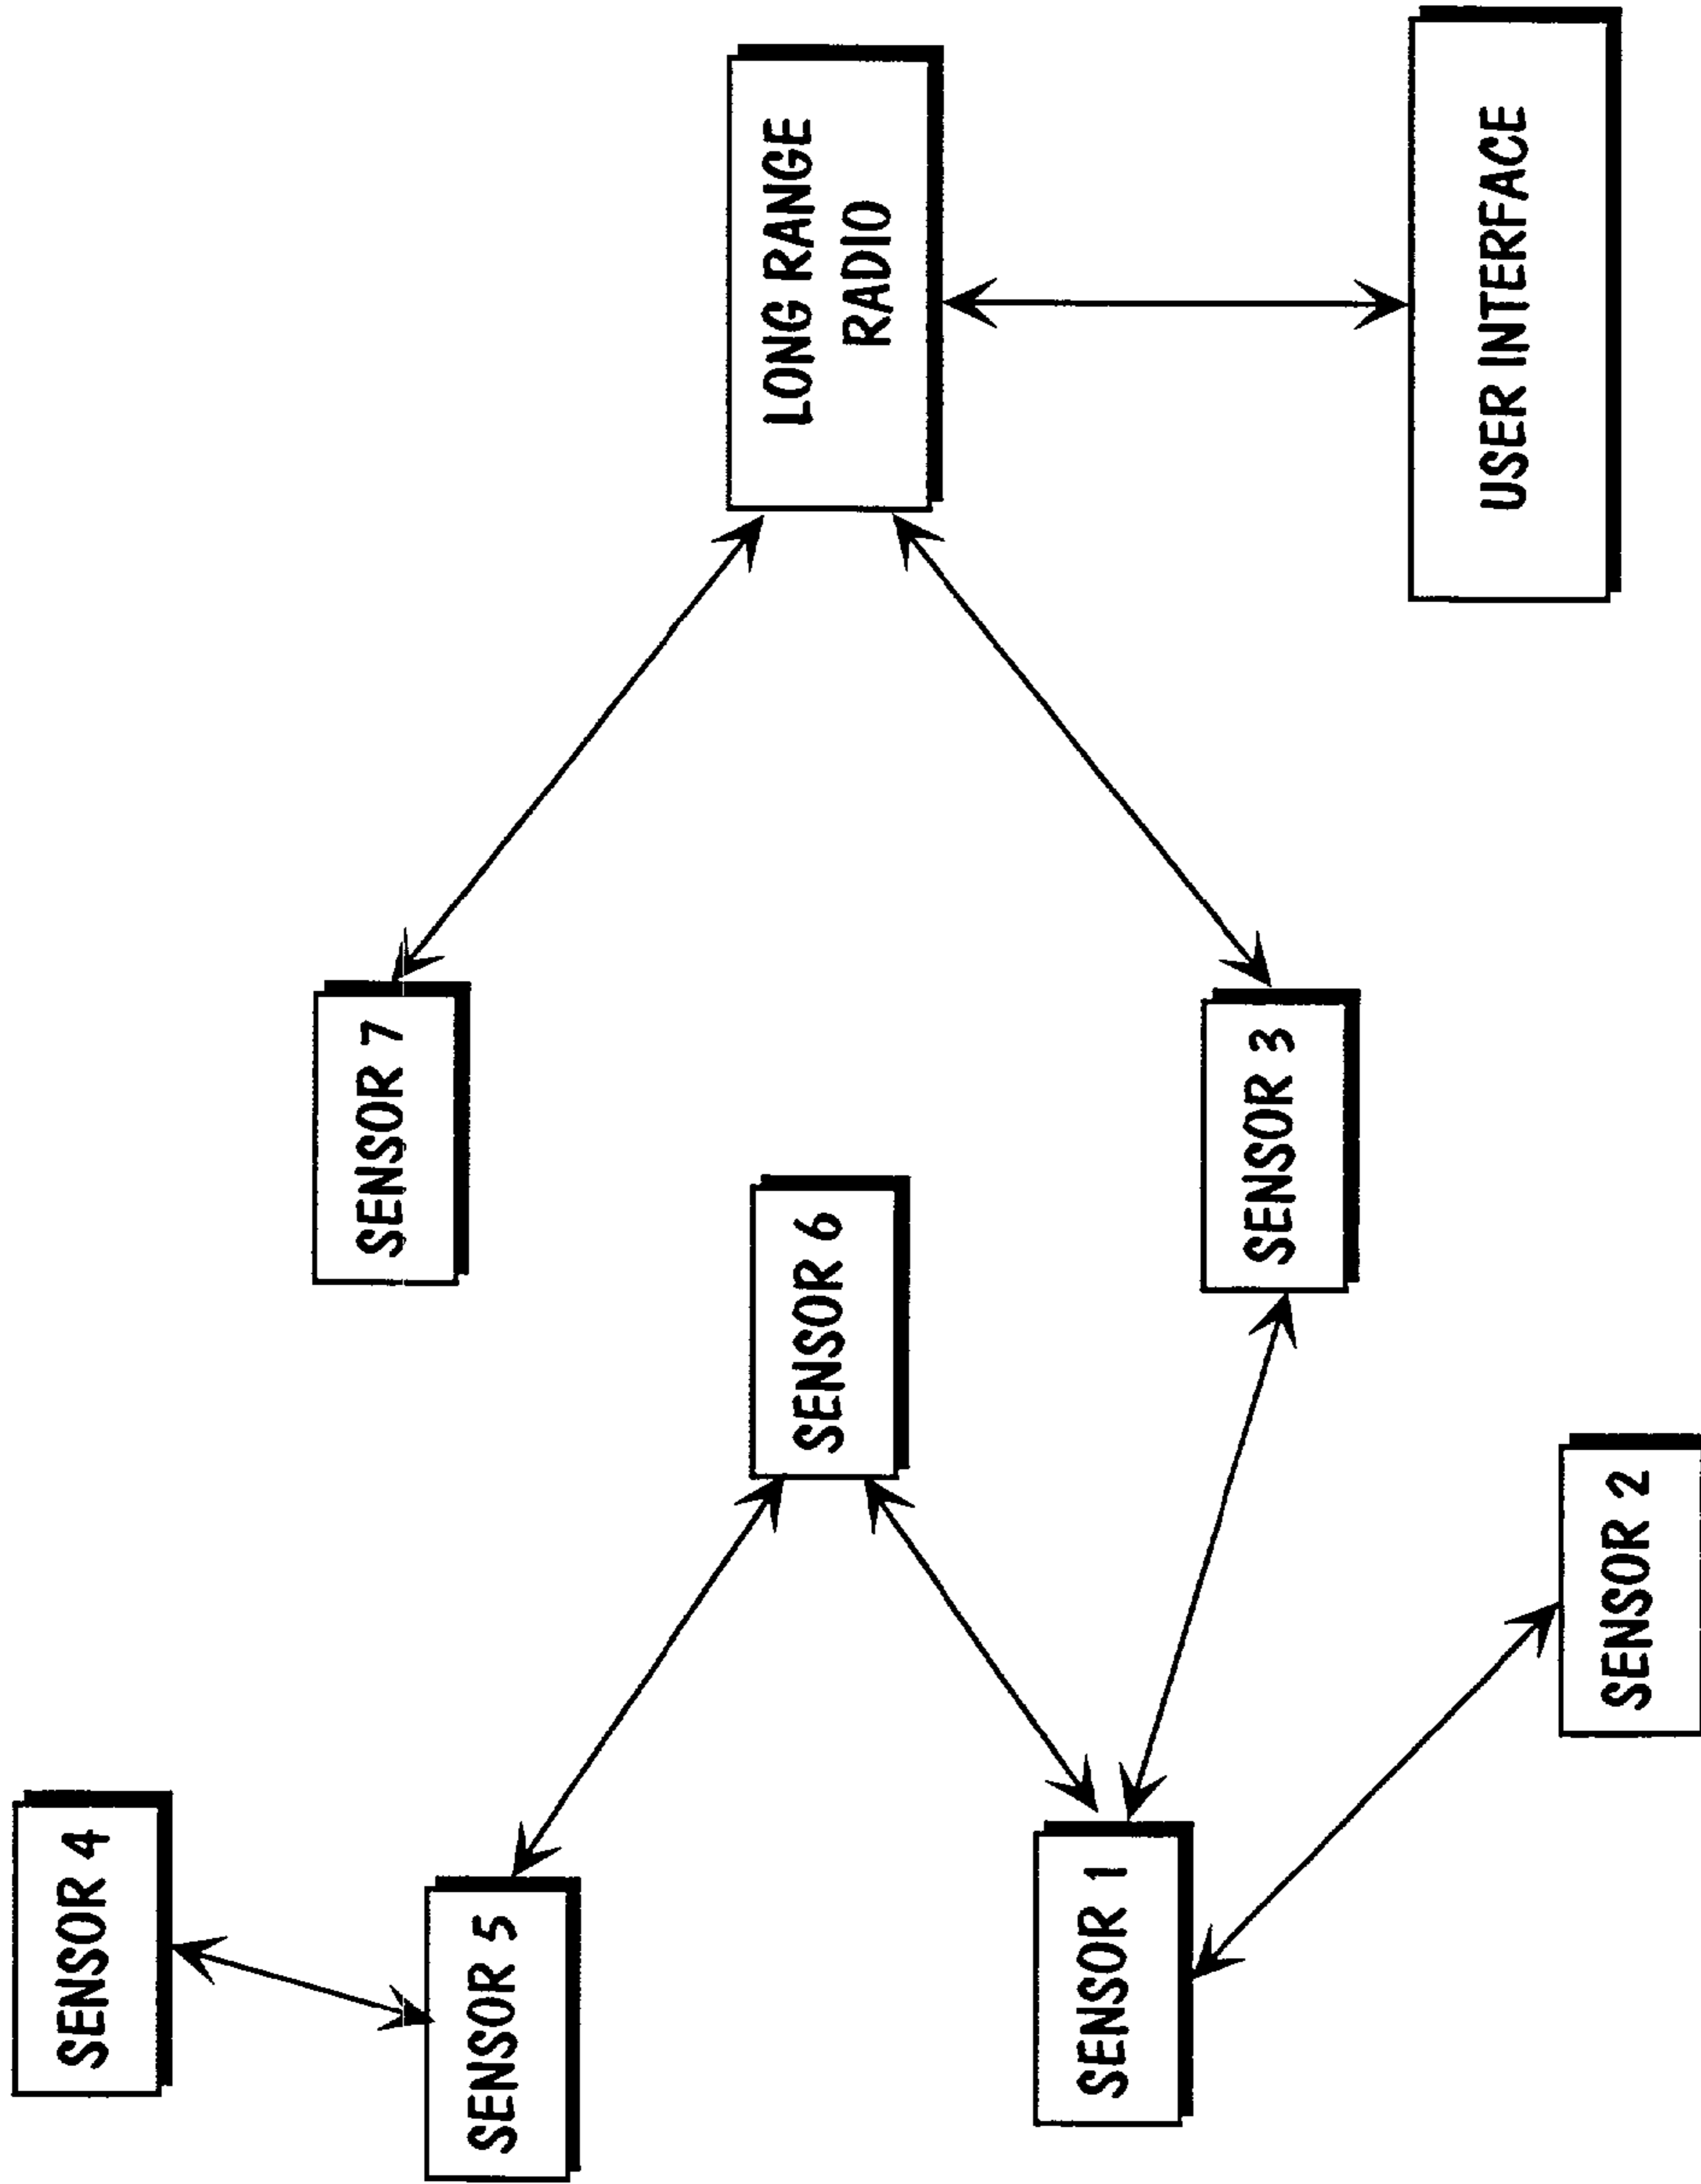 SENSOR 4
SENSOR 5
SENSOR 7
SENSOR 6
LONG RANGE
RADIO
SENSOR 1
SENSOR 3
SENSOR 2
USER INTERFACE